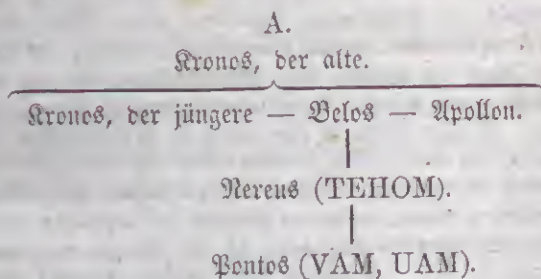 A.
Kronos, der alte.
Kronos, der jüngere — Belos — Apollon.
Nereus (TEHOM).
Pontos (VAM, UAM).